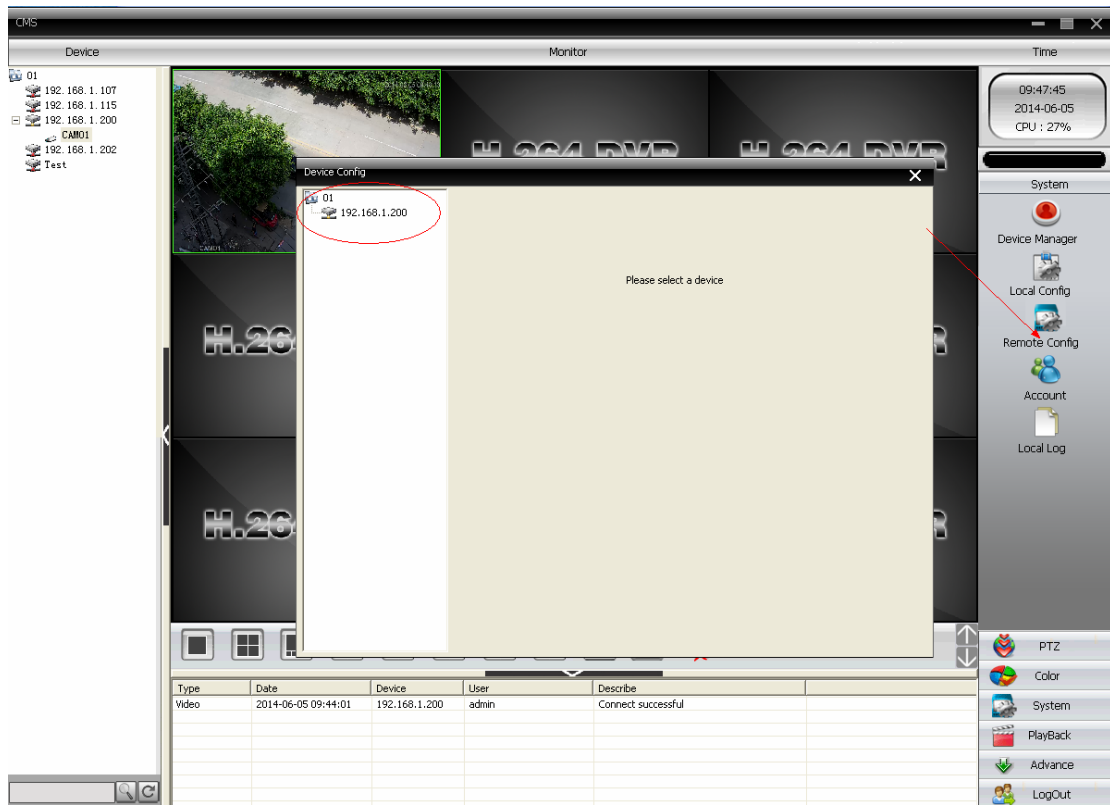 CMS
Device
Monitor
Time
01
192.168.1.107
192.168.1.115
192.168.1.200
CAM01
192.168.1.202
Test
CAM01
H.264 DVR
H.264 DVR
H.26
R
H.26
R
Device Config
01
192.168.1.200
Please select a device
09:47:45
2014-06-05
CPU : 27%
System
Device Manager
Local Config
Remote Config
Account
Local Log
PTZ
Color
System
PlayBack
Advance
LogOut
Type Date Device User Describe
Video 2014-06-05 09:44:01 192.168.1.200 admin Connect successful